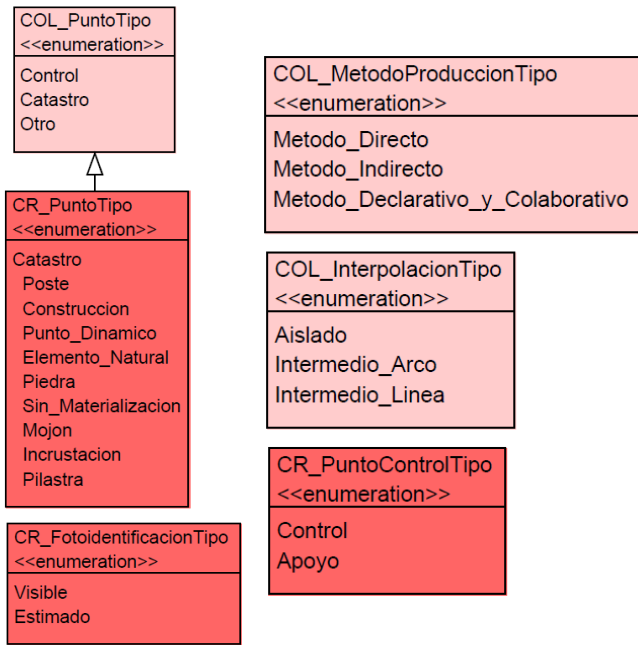 COL_PuntoTipo
<<enumeration>>
Control
Catastro
Otro
CR_PuntoTipo
<<enumeration>>
Catastro
Poste
Construccion
Punto_Dinamico
Elemento_Natural
Piedra
Sin_Materializacion
Mojon
Incrustacion
Pilastra
CR_FotoidentificacionTipo
<<enumeration>>
Visible
Estimado
COL_MetodoProduccionTipo
<<enumeration>>
Metodo_Directo
Metodo_Indirecto
Metodo_Declarativo_y_Colaborativo
COL_InterpolacionTipo
<<enumeration>>
Aislado
Intermedio_Arco
Intermedio_Linea
CR_PuntoControlTipo
<<enumeration>>
Control
Apoyo